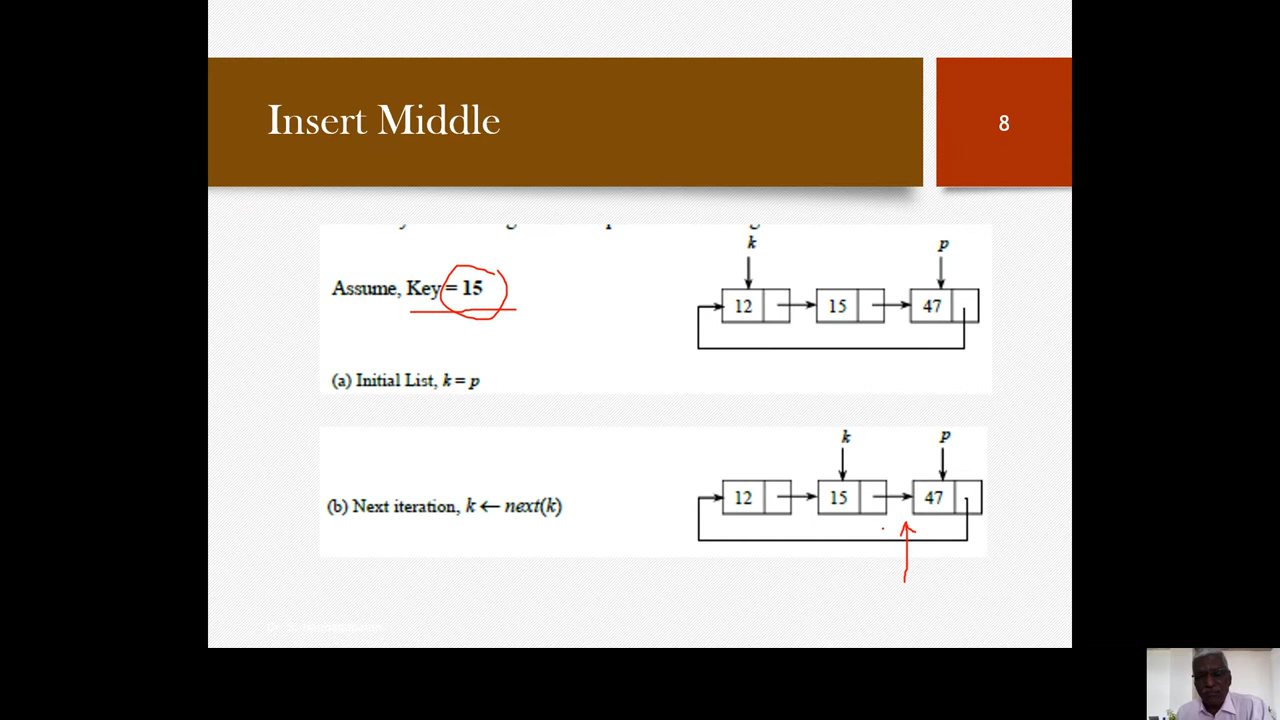 Insert Middle
8
k p
Assume, Key = 15
12 15 47
(a) Initial List, k = p
k p
(b) Next iteration, k ← next(k)
12 15 47